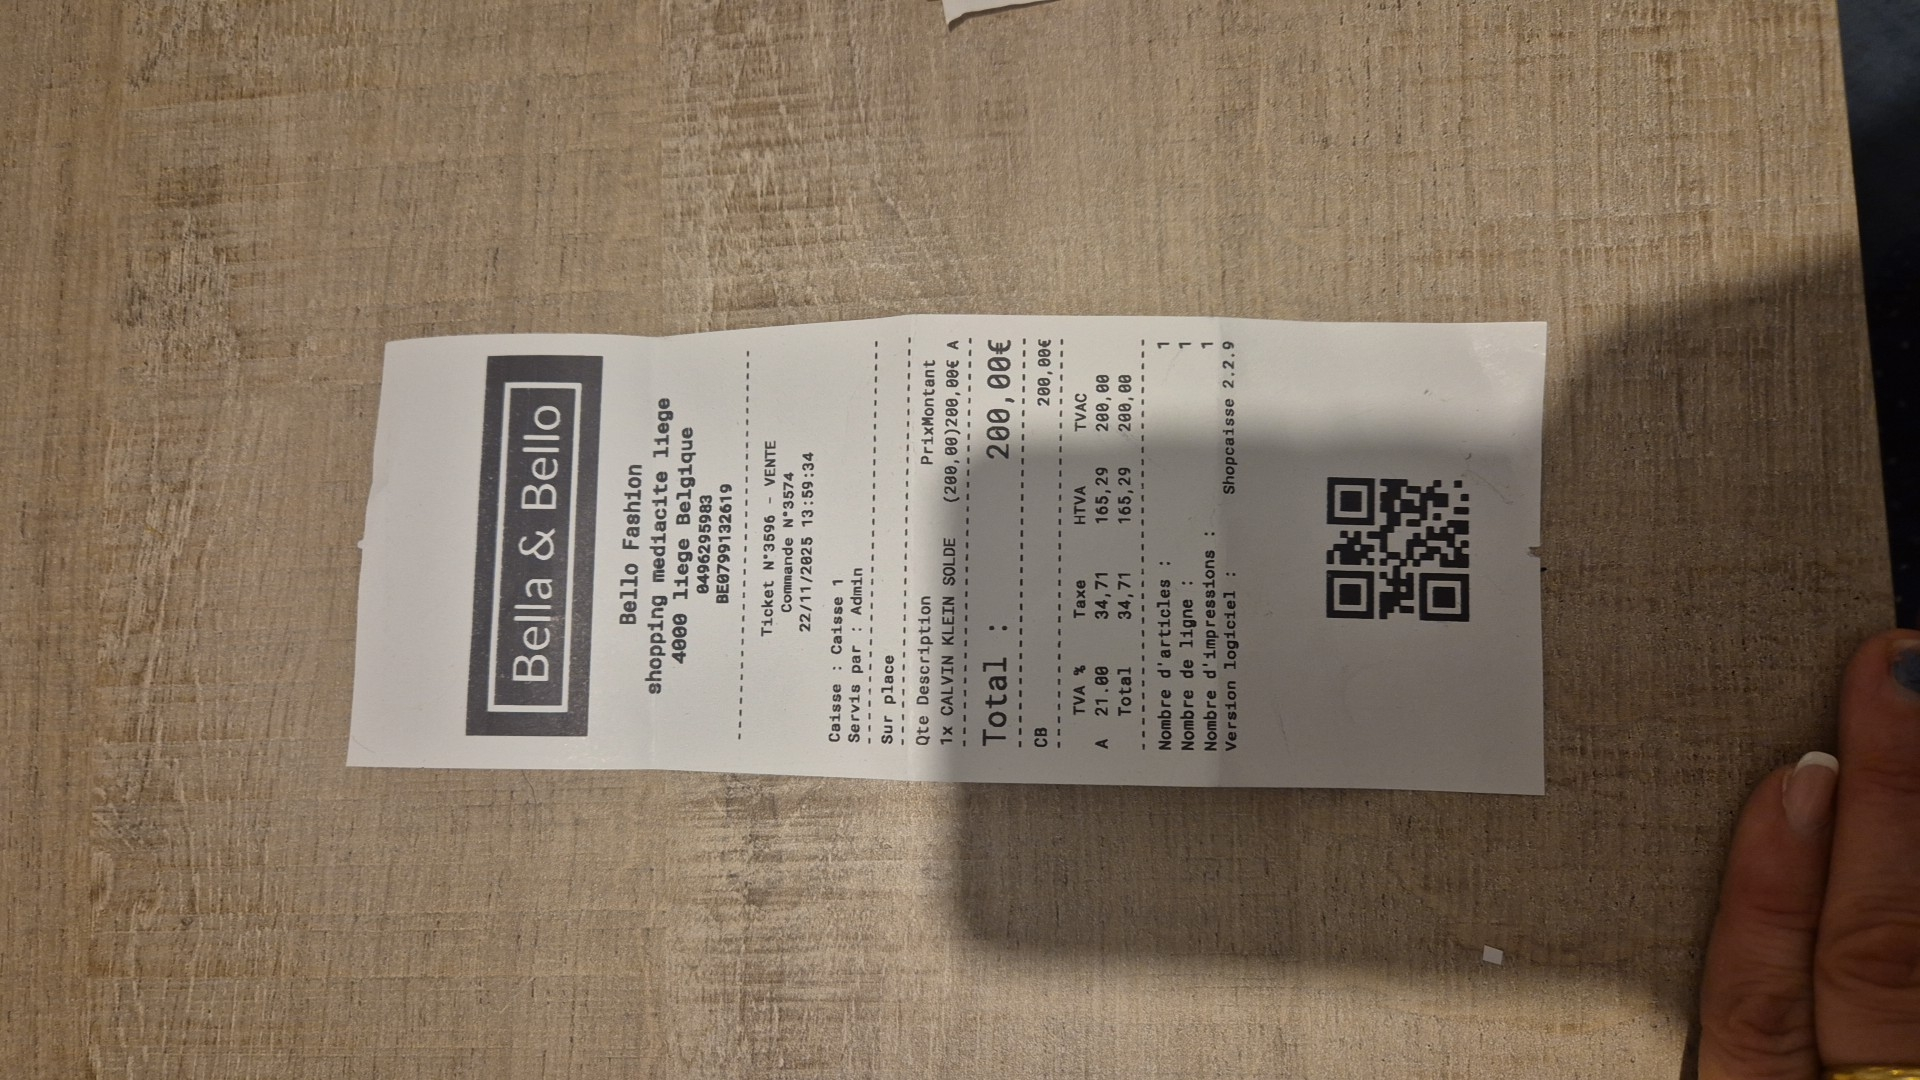 Bella & Bello
Bello Fashion
shopping mediacite liege
4000 liege Belgique
0496295983
BE0799132619
Ticket N°3596 - VENTE
Commande N°3574
22/11/2025 13:59:34
Caisse : Caisse 1
Servis par : Admin
Sur place
Qte Description PrixMontant
1x CALVIN KLEIN SOLDE (200,00)200,00€ A
Total : 200,00€
CB 200,00€
TVA % Taxe HTVA TVAC
A 21.00 34,71 165,29 200,00
Total 34,71 165,29 200,00
Nombre d'articles : 1
Nombre de ligne : 1
Nombre d'impressions : 1
Version logiciel : Shopcaisse 2.2.9